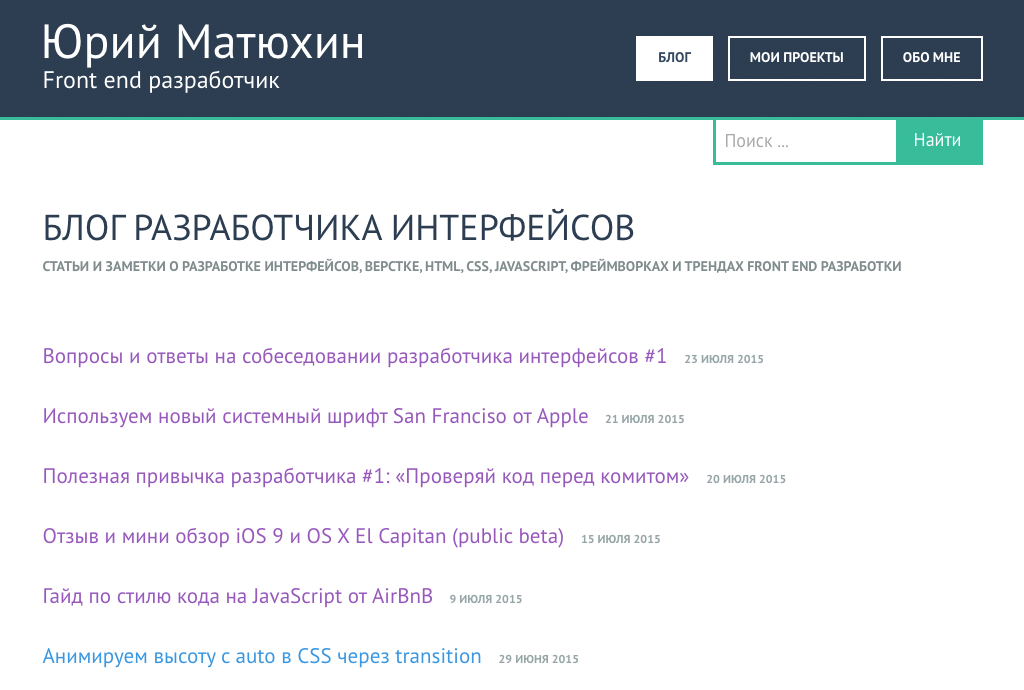 Юрий Матюхин
Front end разработчик
БЛОГ
МОИ ПРОЕКТЫ
ОБО МНЕ
Поиск ...
Найти
БЛОГ РАЗРАБОТЧИКА ИНТЕРФЕЙСОВ
СТАТЬИ И ЗАМЕТКИ О РАЗРАБОТКЕ ИНТЕРФЕЙСОВ, ВЕРСТКЕ, HTML, CSS, JAVASCRIPT, ФРЕЙМВОРКАХ И ТРЕНДАХ FRONT END РАЗРАБОТКИ
Вопросы и ответы на собеседовании разработчика интерфейсов #1 23 ИЮЛЯ 2015
Используем новый системный шрифт San Franciso от Apple 21 ИЮЛЯ 2015
Полезная привычка разработчика #1: «Проверяй код перед комитом» 20 ИЮЛЯ 2015
Отзыв и мини обзор iOS 9 и OS X El Capitan (public beta) 15 ИЮЛЯ 2015
Гайд по стилю кода на JavaScript от AirBnB 9 ИЮЛЯ 2015
Анимируем высоту с auto в CSS через transition 29 ИЮНЯ 2015